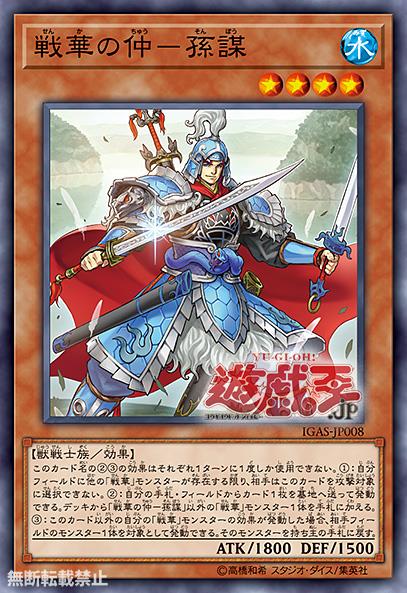 戦華の仲－孫謀
せん か ちゅう そん ぼう
水
YU-GI-OH!
遊戯王
.JP
IGAS-JP008
【獣戦士族／効果】
このカード名の②③の効果はそれぞれ1ターンに1度しか使用できない。①：自分
フィールドに他の「戦華」モンスターが存在する限り、相手はこのカードを攻撃対象
に選択できない。②：自分の手札・フィールドからカード1枚を墓地へ送って発動
できる。デッキから「戦華の仲－孫謀」以外の「戦華」モンスター1体を手札に加える。
③：このカード以外の自分の「戦華」モンスターの効果が発動した場合、相手フィー
ルドのモンスター1体を対象として発動できる。そのモンスターを持ち主の手札に戻す。
ATK/1800 DEF/1500
無断転載禁止
©高橋和希 スタジオ・ダイス/集英社